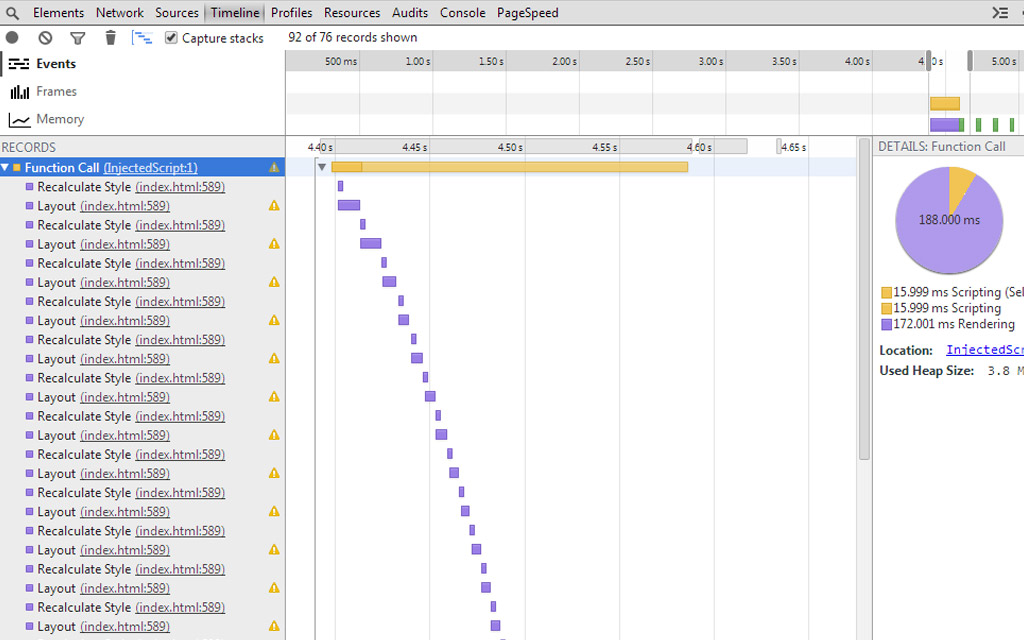 Elements Network Sources Timeline Profiles Resources Audits Console PageSpeed
Capture stacks 92 of 76 records shown
Events
Frames
Memory
500 ms 1.00 s 1.50 s 2.00 s 2.50 s 3.00 s 3.50 s 4.00 s 4. 0 s 5.00 s
RECORDS
4.40 s 4.45 s 4.50 s 4.55 s 4.60 s 4.65 s
DETAILS: Function Call
Function Call (InjectedScript:1)
Recalculate Style (index.html:589)
Layout (index.html:589)
Recalculate Style (index.html:589)
Layout (index.html:589)
Recalculate Style (index.html:589)
Layout (index.html:589)
Recalculate Style (index.html:589)
Layout (index.html:589)
Recalculate Style (index.html:589)
Layout (index.html:589)
Recalculate Style (index.html:589)
Layout (index.html:589)
Recalculate Style (index.html:589)
Layout (index.html:589)
Recalculate Style (index.html:589)
Layout (index.html:589)
Recalculate Style (index.html:589)
Layout (index.html:589)
Recalculate Style (index.html:589)
Layout (index.html:589)
Recalculate Style (index.html:589)
Layout (index.html:589)
Recalculate Style (index.html:589)
Layout (index.html:589)
188.000 ms
15.999 ms Scripting (Sel
15.999 ms Scripting
172.001 ms Rendering
Location: InjectedScr
Used Heap Size: 3.8 M